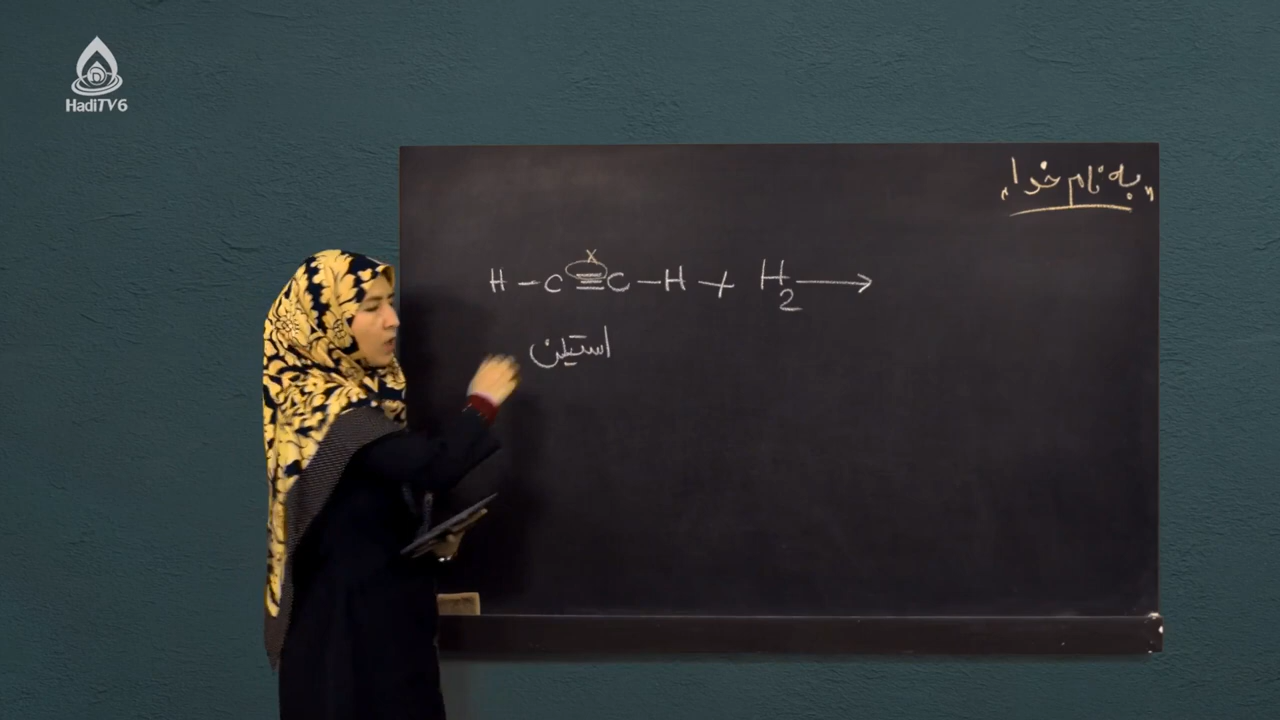 HadiTV6
"به نام خدا"
H - C ≡ C - H + H2 →
x
استیلن